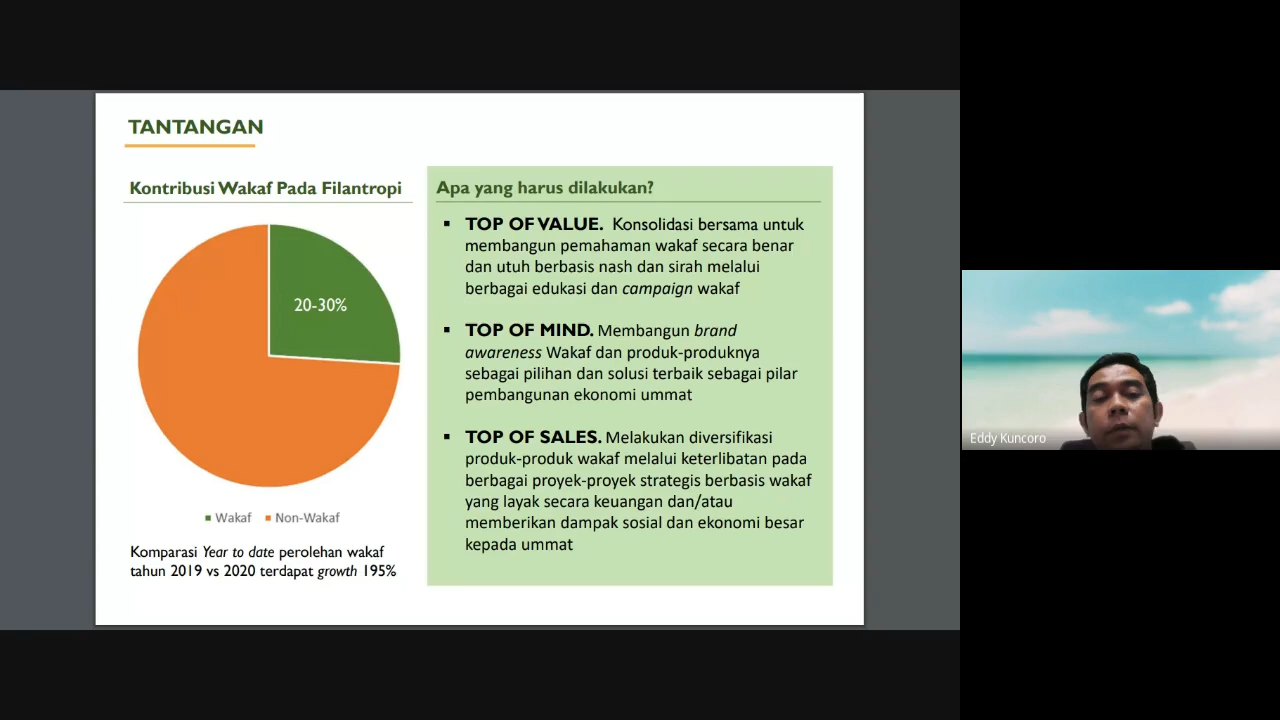 TANTANGAN
Kontribusi Wakaf Pada Filantropi
20-30%
Wakaf Non-Wakaf
Komparasi Year to date perolehan wakaf
tahun 2019 vs 2020 terdapat growth 195%
Apa yang harus dilakukan?
▪ TOP OF VALUE. Konsolidasi bersama untuk
membangun pemahaman wakaf secara benar
dan utuh berbasis nash dan sirah melalui
berbagai edukasi dan campaign wakaf
▪ TOP OF MIND. Membangun brand
awareness Wakaf dan produk-produknya
sebagai pilihan dan solusi terbaik sebagai pilar
pembangunan ekonomi ummat
▪ TOP OF SALES. Melakukan diversifikasi
produk-produk wakaf melalui keterlibatan pada
berbagai proyek-proyek strategis berbasis wakaf
yang layak secara keuangan dan/atau
memberikan dampak sosial dan ekonomi besar
kepada ummat
Eddy Kuncoro